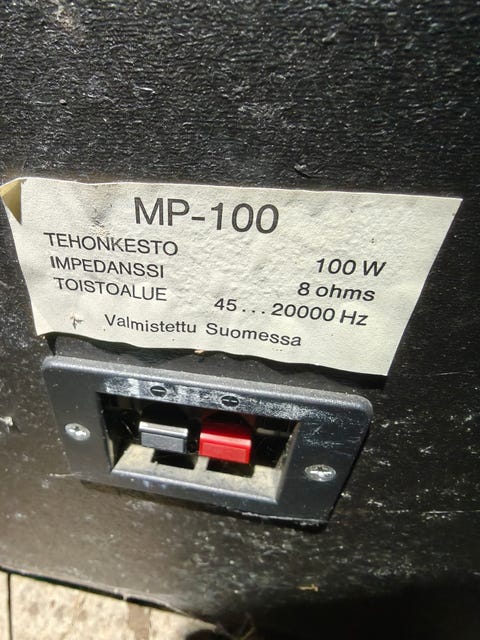 MP-100
TEHONKESTO 100 W
IMPEDANSSI 8 ohms
TOISTOALUE 45...20000 Hz
Valmistettu Suomessa